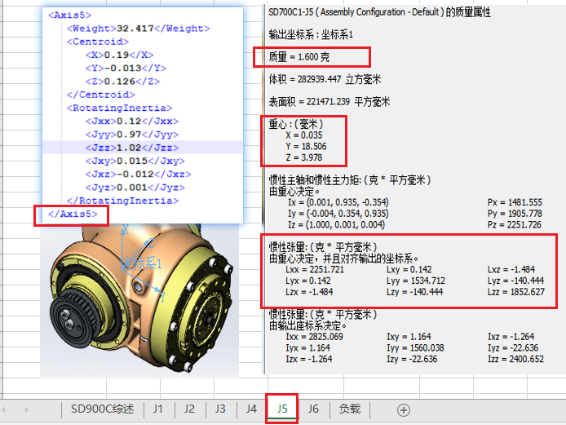 <Axis5>
<Weight>32.417</Weight>
<Centroid>
<X>0.19</X>
<Y>-0.013</Y>
<Z>0.126</Z>
</Centroid>
<RotatingInertia>
<Jxx>0.12</Jxx>
<Jyy>0.97</Jyy>
<Jzz>1.02</Jzz>
<Jxy>0.015</Jxy>
<Jxz>-0.012</Jxz>
<Jyz>0.001</Jyz>
</RotatingInertia>
</Axis5>
坐标系1
SD700C1-J5 ( Assembly Configuration - Default ) 的质量属性
输出坐标系 : 坐标系1
质量 = 1.600 克
体积 = 282939.447 立方毫米
表面积 = 221471.239 平方毫米
重心 : ( 毫米 )
X = 0.035
Y = 18.506
Z = 3.978
惯性主轴和惯性主力矩: ( 克 * 平方毫米 )
由重心决定。
Ix = (0.001, 0.935, -0.354) Px = 1481.555
Iy = (-0.004, 0.354, 0.935) Py = 1905.778
Iz = (1.000, 0.001, 0.004) Pz = 2251.726
惯性张量: ( 克 * 平方毫米 )
由重心决定，并且对齐输出的坐标系。
Lxx = 2251.721 Lxy = 0.142 Lxz = -1.484
Lyx = 0.142 Lyy = 1534.712 Lyz = -140.444
Lzx = -1.484 Lzy = -140.444 Lzz = 1852.627
惯性张量: ( 克 * 平方毫米 )
由输出座标系决定。
Ixx = 2825.069 Ixy = 1.164 Ixz = -1.264
Iyx = 1.164 Iyy = 1560.038 Iyz = -22.636
Izx = -1.264 Izy = -22.636 Izz = 2400.652
SD900C综述 J1 J2 J3 J4 J5 J6 负载